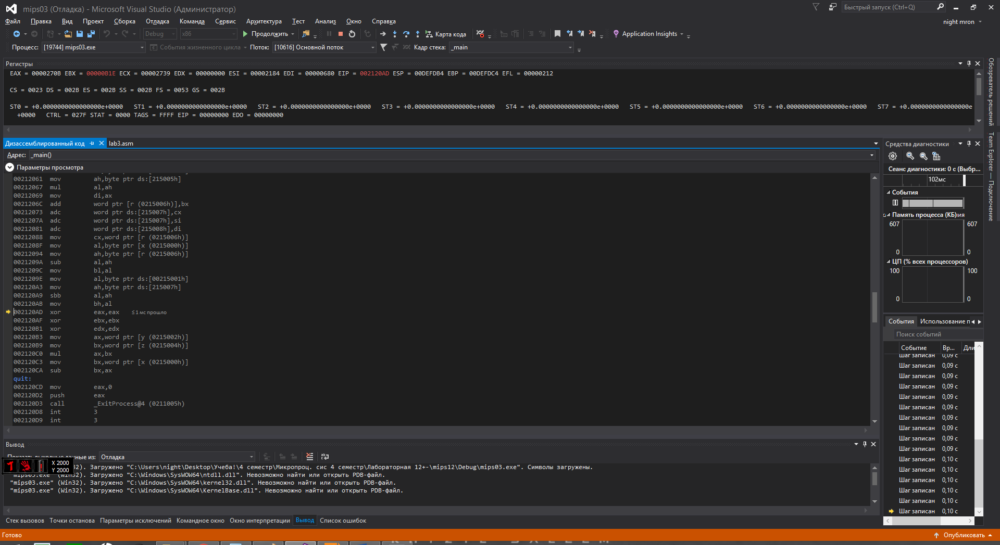 mips03 (Отладка) - Microsoft Visual Studio (Администратор)
Быстрый запуск (Ctrl+Q)
Файл Правка Вид Проект Сборка Отладка Команда Сервис Архитектура Тест Анализ Окно Справка
night mron
Debug x86 Продолжить Карта кода Application Insights
Процесс: [19744] mips03.exe События жизненного цикла Поток: [10616] Основной поток Кадр стека: _main
Регистры
EAX = 0000270B EBX = 00000B1E ECX = 00002739 EDX = 00000000 ESI = 00002184 EDI = 00000680 EIP = 002120AD ESP = 00DEFDB4 EBP = 00DEFDC4 EFL = 00000212
CS = 0023 DS = 002B ES = 002B SS = 002B FS = 0053 GS = 002B
ST0 = +0.0000000000000000e+0000 ST1 = +0.0000000000000000e+0000 ST2 = +0.0000000000000000e+0000 ST3 = +0.0000000000000000e+0000 ST4 = +0.0000000000000000e+0000 ST5 = +0.0000000000000000e+0000 ST6 = +0.0000000000000000e+0000 ST7 = +0.0000000000000000e
+0000 CTRL = 027F STAT = 0000 TAGS = FFFF EIP = 00000000 EDO = 00000000
Дизассемблированный код lab3.asm
Адрес: _main()
Параметры просмотра
00212061 mov ah,byte ptr ds:[215005h]
00212067 mul al,ah
00212069 mov di,ax
0021206C add word ptr [r (0215006h)],bx
00212073 adc word ptr ds:[215007h],cx
0021207A adc word ptr ds:[215007h],si
00212081 adc word ptr ds:[215008h],di
00212088 mov cx,word ptr [r (0215006h)]
0021208F mov al,byte ptr [x (0215000h)]
00212094 mov ah,byte ptr [r (0215006h)]
0021209A sub al,ah
0021209C mov bl,al
0021209E mov al,byte ptr ds:[00215001h]
002120A3 mov ah,byte ptr ds:[215007h]
002120A9 sbb al,ah
002120AB mov bh,al
002120AD xor eax,eax ≤1 мс прошло
002120AF xor ebx,ebx
002120B1 xor edx,edx
002120B3 mov ax,word ptr [y (0215002h)]
002120B9 mov bx,word ptr [z (0215004h)]
002120C0 mul ax,bx
002120C3 mov bx,word ptr [x (0215000h)]
002120CA sub bx,ax
quit:
002120CD mov eax,0
002120D2 push eax
002120D3 call _ExitProcess@4 (0211005h)
002120D8 int 3
002120D9 int 3
Вывод
данные из: Отладка
X 2000
Y 2000
32). Загружено "C:\Users\night\Desktop\Учеба!\4 семестр\Микропроц. сис 4 семестр\Лабораторная 12+-\mips12\Debug\mips03.exe". Символы загружены.
"mips03.exe" (Win32). Загружено "C:\Windows\SysWOW64\ntdll.dll". Невозможно найти или открыть PDB-файл.
"mips03.exe" (Win32). Загружено "C:\Windows\SysWOW64\kernel32.dll". Невозможно найти или открыть PDB-файл.
"mips03.exe" (Win32). Загружено "C:\Windows\SysWOW64\KernelBase.dll". Невозможно найти или открыть PDB-файл.
Стек вызовов Точки останова Параметры исключений Командное окно Окно интерпретации Вывод Список ошибок
Готово
Опубликовать
Средства диагностики
Сеанс диагностики: 0 с (Выбр...
102мс
События
Память процесса (КБ)
607 607
0 0
ЦП (% всех процессоров)
100 100
0 0
События Использование п
Поиск событий
Событие Вр... Дли
Шаг записан 0,09 с
Шаг записан 0,09 с
Шаг записан 0,09 с
Шаг записан 0,09 с
Шаг записан 0,09 с
Шаг записан 0,09 с
Шаг записан 0,09 с
Шаг записан 0,09 с
Шаг записан 0,09 с
Шаг записан 0,09 с
Шаг записан 0,10 с
Шаг записан 0,10 с
Шаг записан 0,10 с
Шаг записан 0,10 с
Шаг записан 0,10 с
Шаг записан 0,10 с
Обозреватель решений
Team Explorer — Подключение